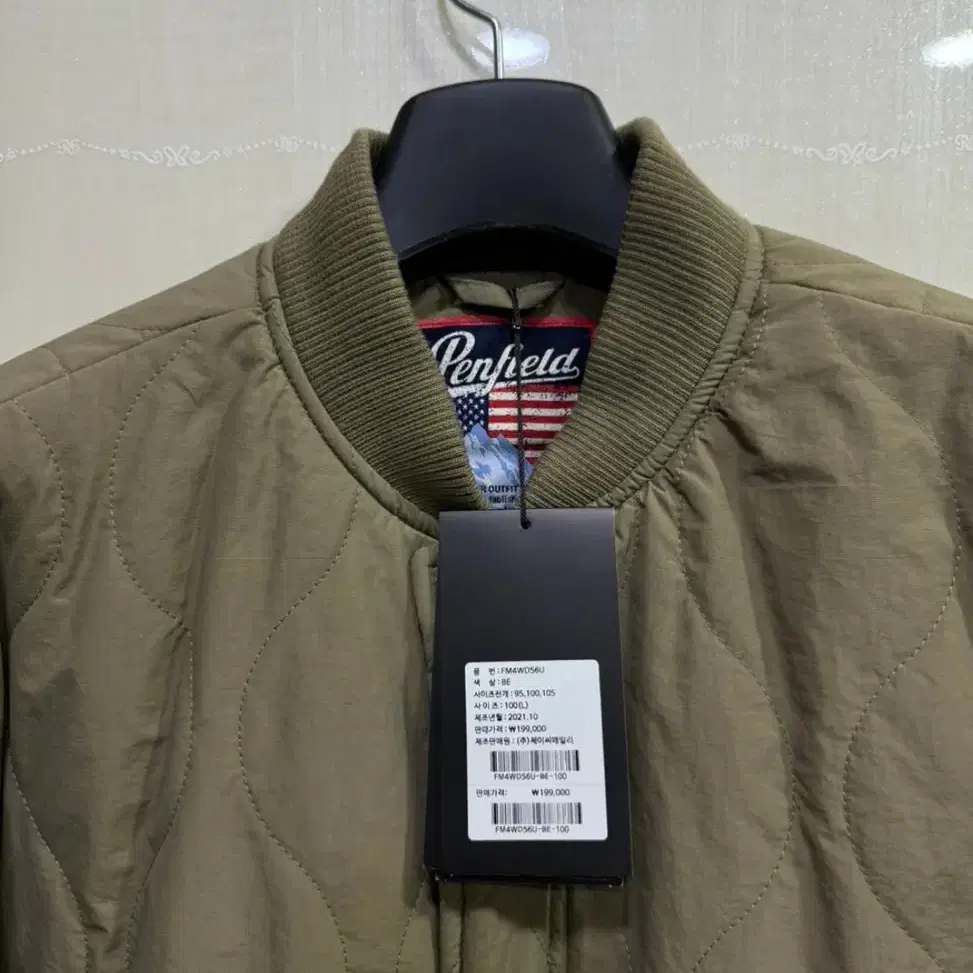 Penfield
R OUTFIT
품 번 : FM4WD56U
색 상 : BE
사이즈전개 : 95,100,105
사 이 즈 : 100(L)
제조년월 : 2021.10
판매가격 : ₩199,000
제조판매원 : (주)제이씨패밀리
FM4WD56U-BE-100
판매가격: ₩199,000
FM4WD56U-BE-100